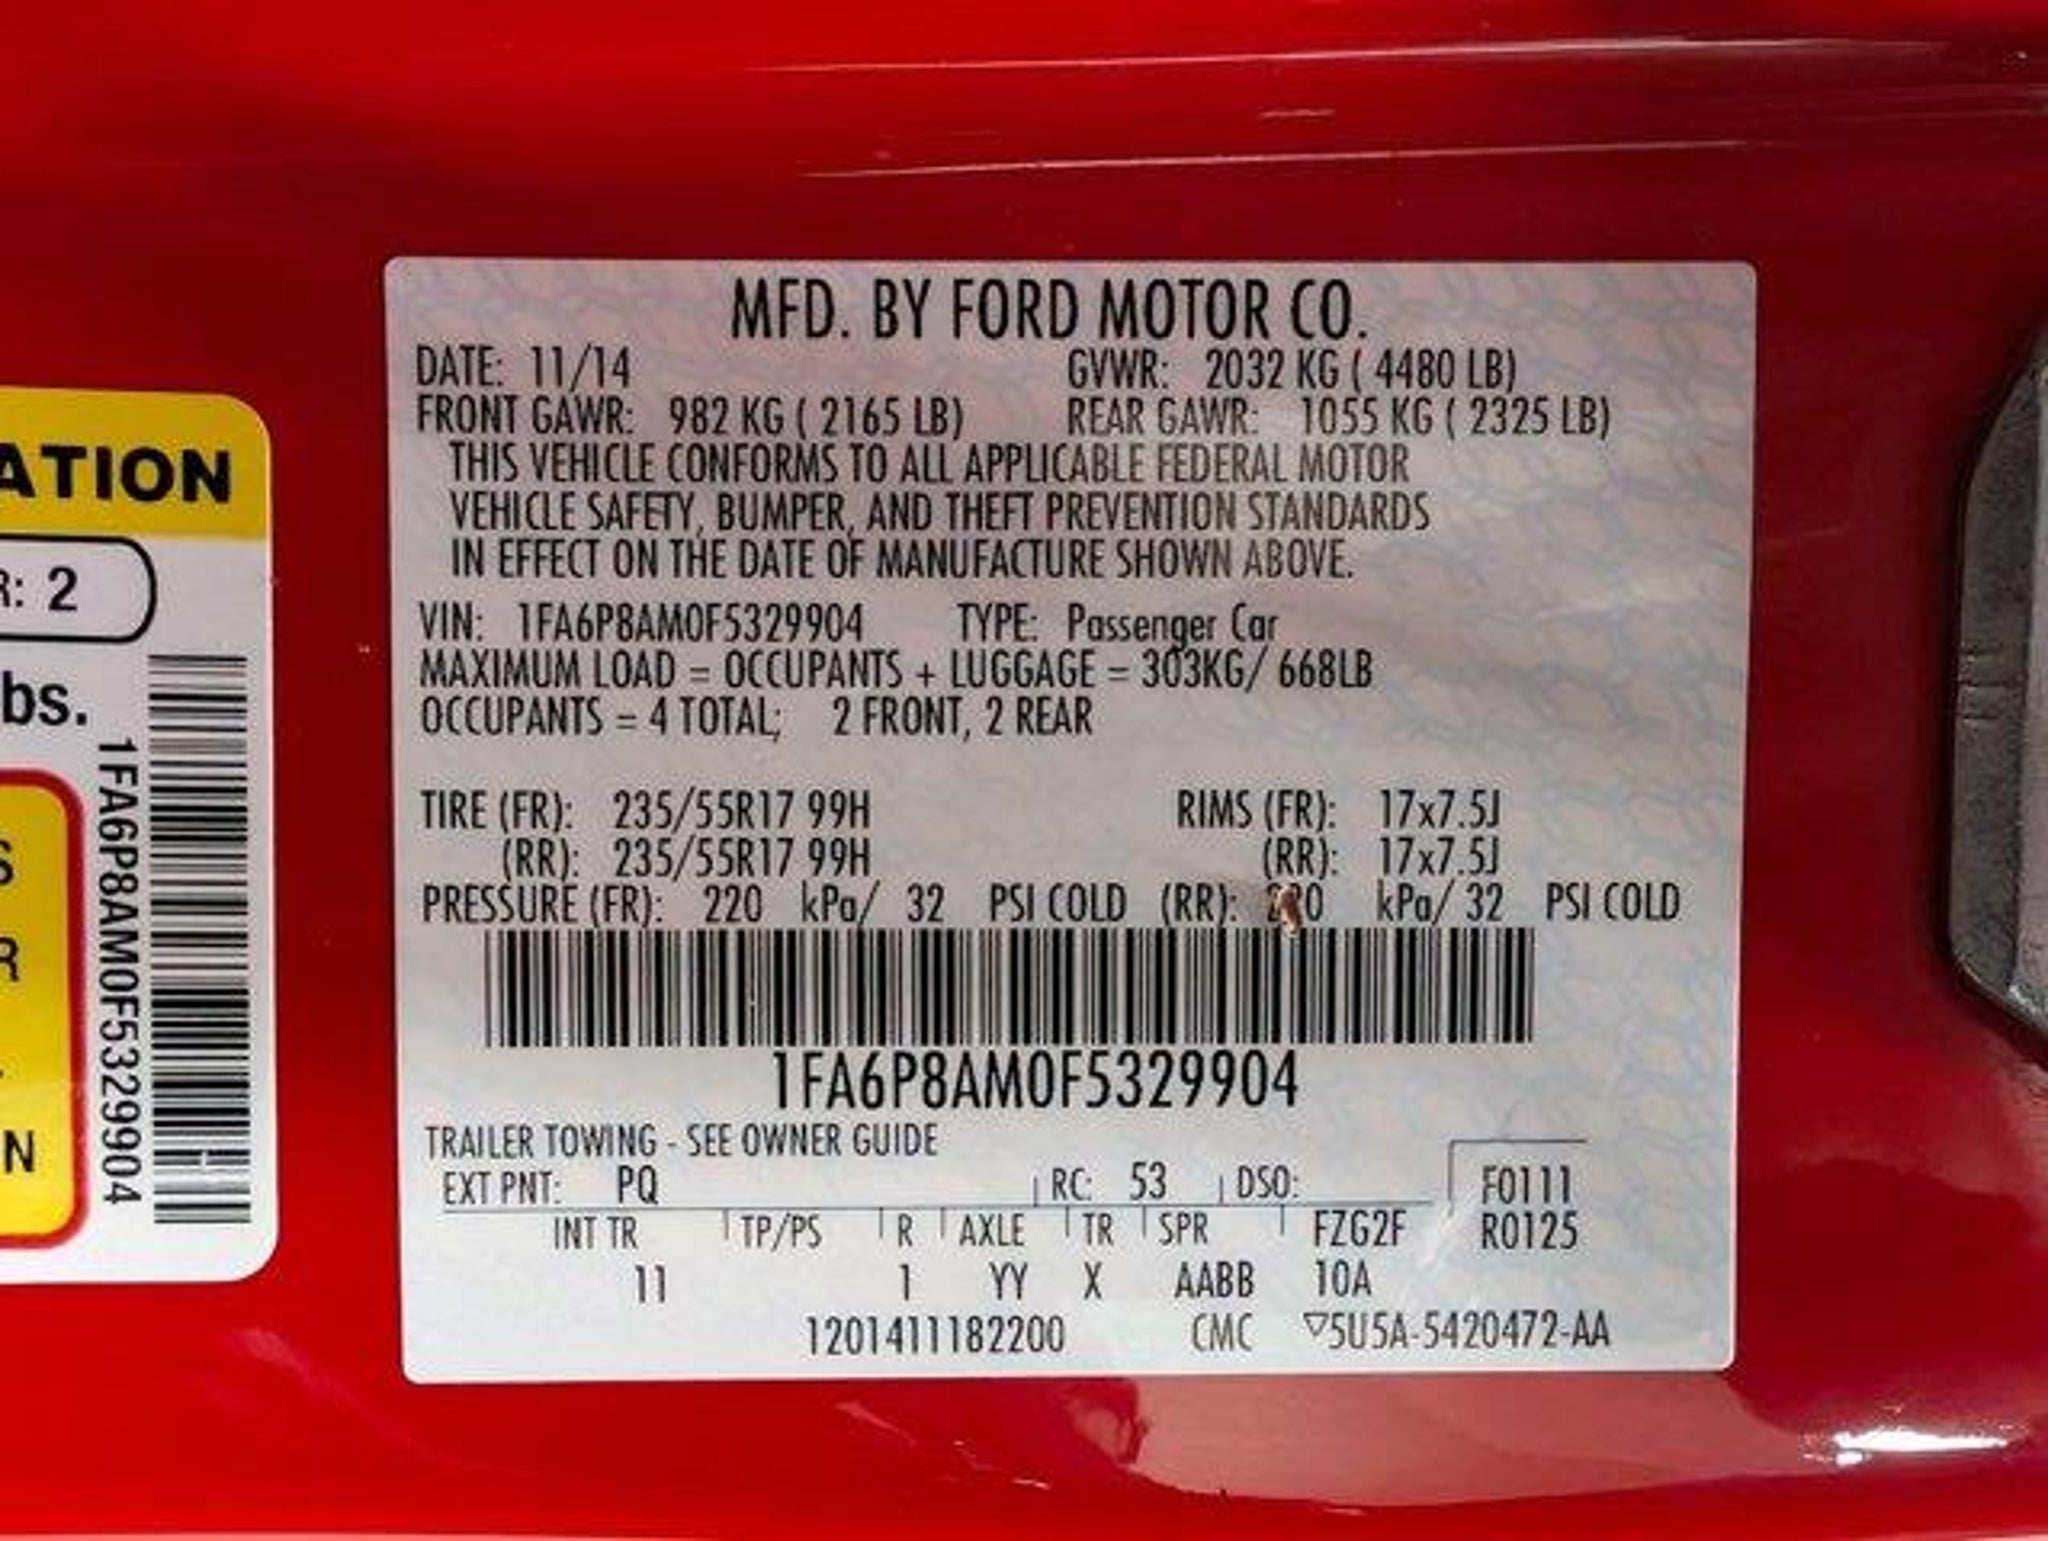 ATION
R: 2
bs.
1FA6P8AM0F5329904
S
R
N
MFD. BY FORD MOTOR CO.
DATE: 11/14 GVWR: 2032 KG ( 4480 LB)
FRONT GAWR: 982 KG ( 2165 LB) REAR GAWR: 1055 KG ( 2325 LB)
THIS VEHICLE CONFORMS TO ALL APPLICABLE FEDERAL MOTOR
VEHICLE SAFETY, BUMPER, AND THEFT PREVENTION STANDARDS
IN EFFECT ON THE DATE OF MANUFACTURE SHOWN ABOVE.
VIN: 1FA6P8AM0F5329904 TYPE: Passenger Car
MAXIMUM LOAD = OCCUPANTS + LUGGAGE = 303KG/ 668LB
OCCUPANTS = 4 TOTAL; 2 FRONT, 2 REAR
TIRE (FR): 235/55R17 99H RIMS (FR): 17x7.5J
(RR): 235/55R17 99H (RR): 17x7.5J
PRESSURE (FR): 220 kPa/ 32 PSI COLD (RR): 220 kPa/ 32 PSI COLD
1FA6P8AM0F5329904
TRAILER TOWING - SEE OWNER GUIDE
EXT PNT: PQ RC: 53 DSO: F0111
INT TR TP/PS R AXLE TR SPR FZG2F R0125
11 1 YY X AABB 10A
1201411182200 CMC ▽5U5A-5420472-AA